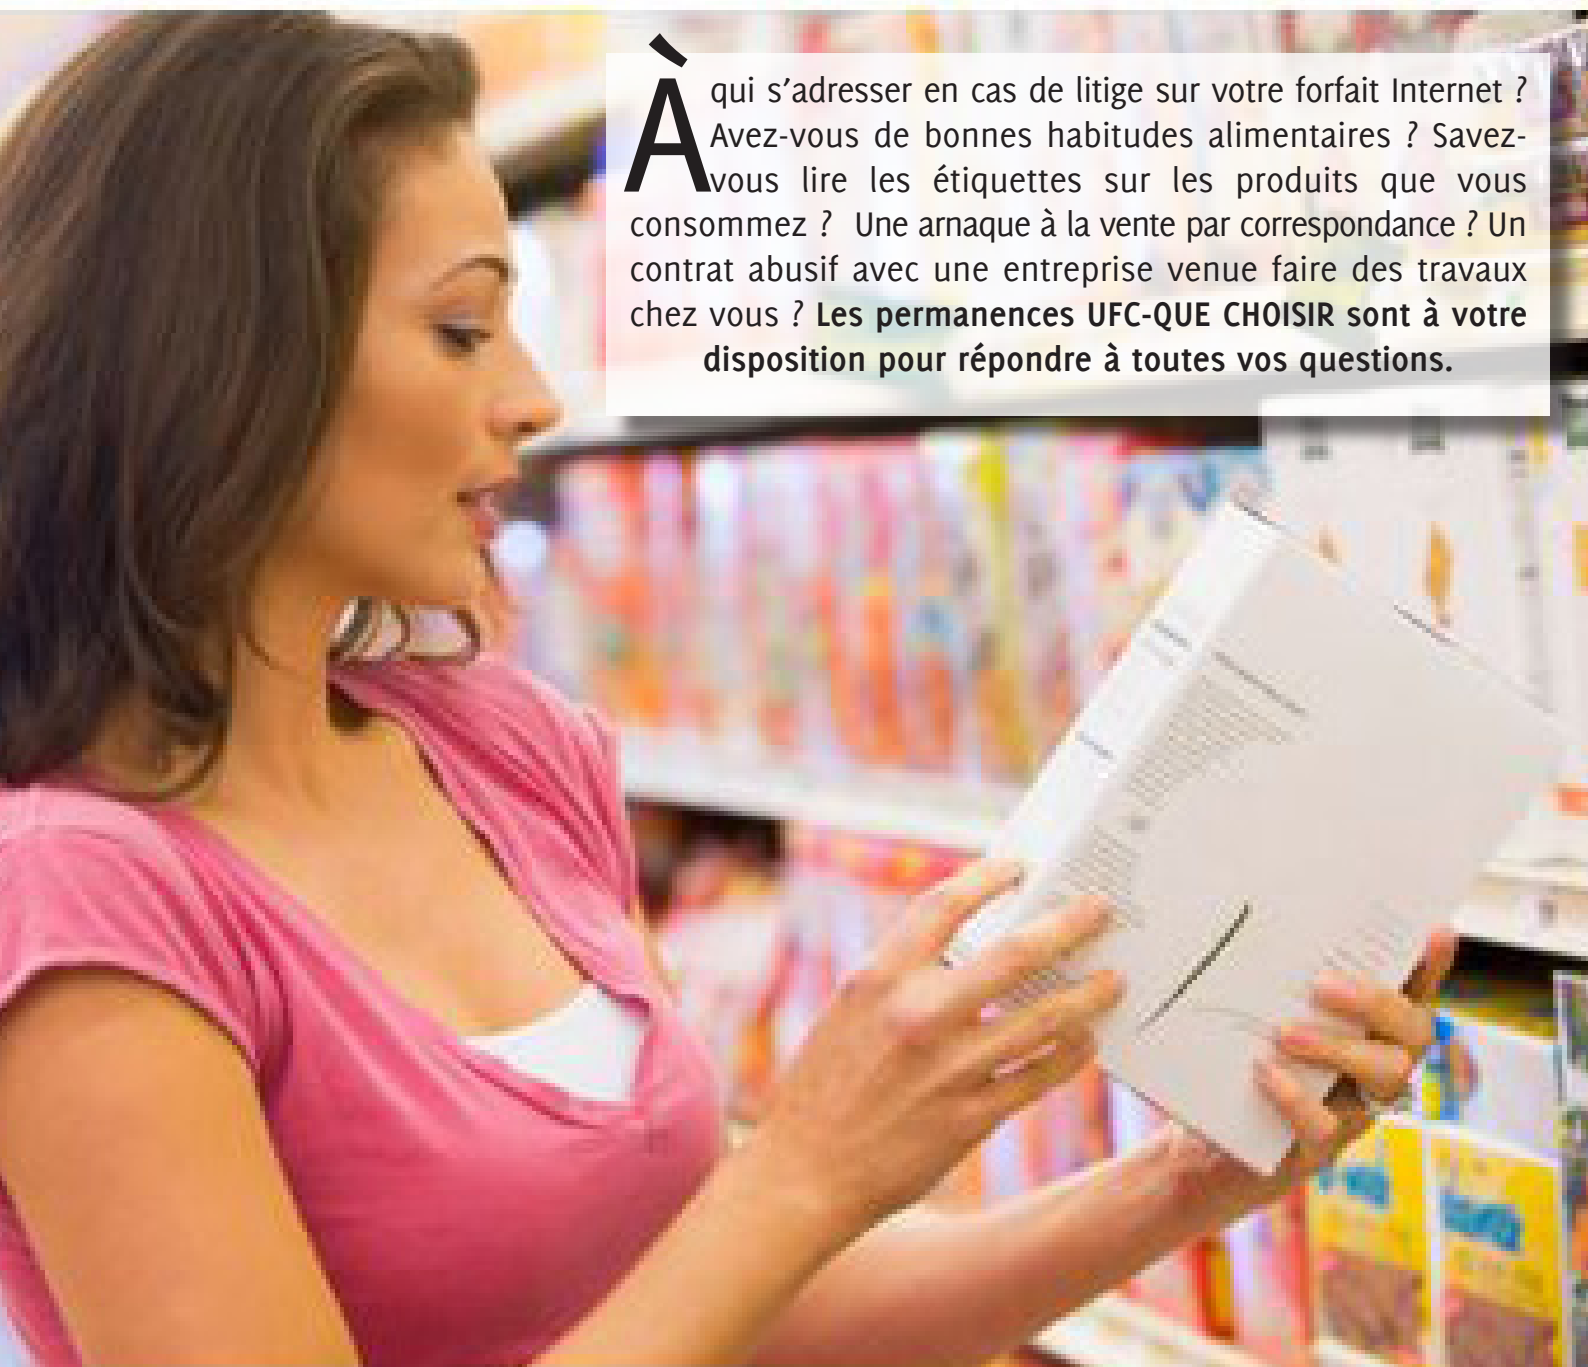 À qui s'adresser en cas de litige sur votre forfait Internet ?
Avez-vous de bonnes habitudes alimentaires ? Savez-
vous lire les étiquettes sur les produits que vous
consommez ? Une arnaque à la vente par correspondance ? Un
contrat abusif avec une entreprise venue faire des travaux
chez vous ? Les permanences UFC-QUE CHOISIR sont à votre
disposition pour répondre à toutes vos questions.